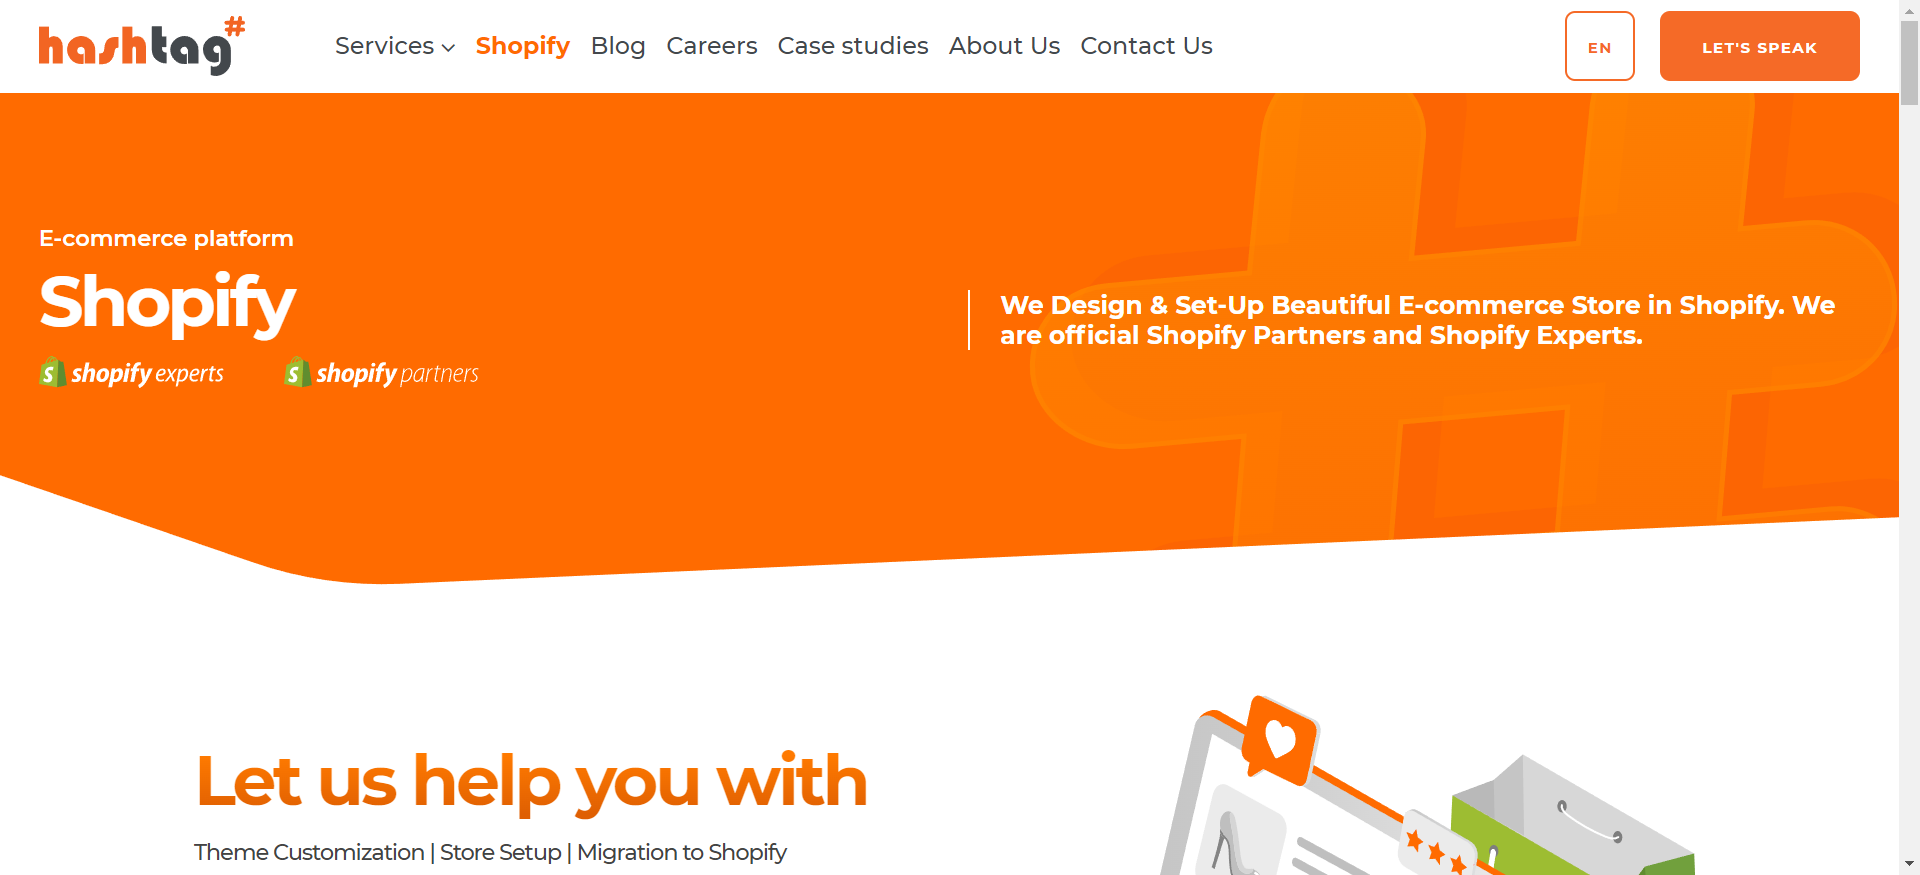 hashtag#
Services Shopify Blog Careers Case studies About Us Contact Us
EN
LET'S SPEAK
E-commerce platform
Shopify
shopify experts
shopify partners
We Design & Set-Up Beautiful E-commerce Store in Shopify. We
are official Shopify Partners and Shopify Experts.
Let us help you with
Theme Customization | Store Setup | Migration to Shopify